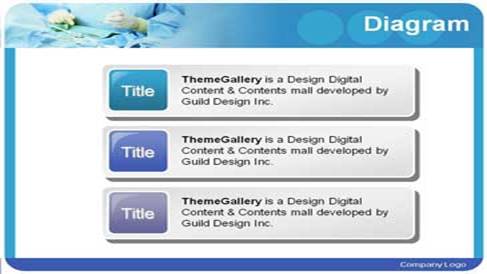 Diagram
Title
ThemeGallery is a Design Digital
Content & Contents mall developed by
Guild Design Inc.
Title
ThemeGallery is a Design Digital
Content & Contents mall developed by
Guild Design Inc.
Title
ThemeGallery is a Design Digital
Content & Contents mall developed by
Guild Design Inc.
Company Logo